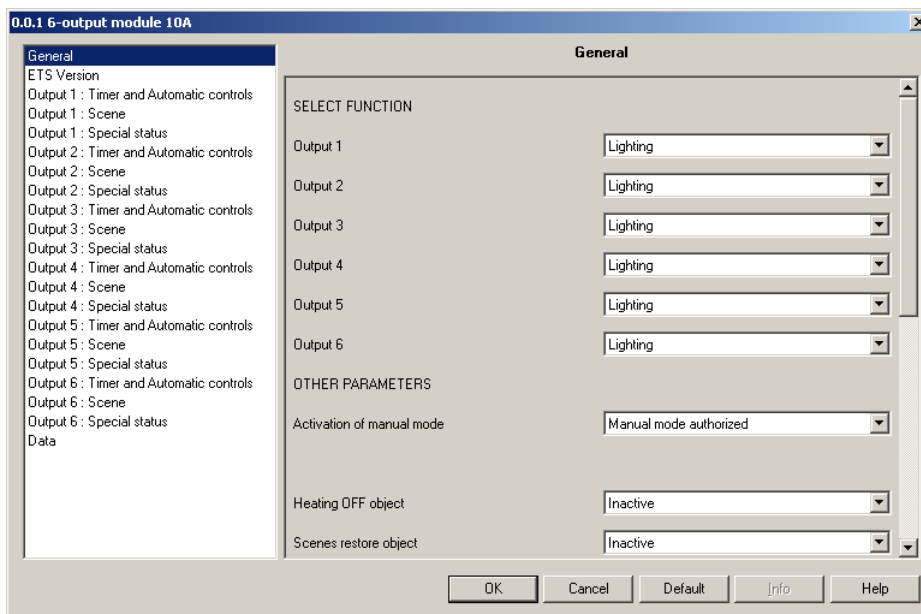 0.0.1 6-output module 10A
General
ETS Version
Output 1 : Timer and Automatic controls
Output 1 : Scene
Output 1 : Special status
Output 2 : Timer and Automatic controls
Output 2 : Scene
Output 2 : Special status
Output 3 : Timer and Automatic controls
Output 3 : Scene
Output 3 : Special status
Output 4 : Timer and Automatic controls
Output 4 : Scene
Output 4 : Special status
Output 5 : Timer and Automatic controls
Output 5 : Scene
Output 5 : Special status
Output 6 : Timer and Automatic controls
Output 6 : Scene
Output 6 : Special status
Data
General
SELECT FUNCTION
Output 1 Lighting
Output 2 Lighting
Output 3 Lighting
Output 4 Lighting
Output 5 Lighting
Output 6 Lighting
OTHER PARAMETERS
Activation of manual mode Manual mode authorized
Heating OFF object Inactive
Scenes restore object Inactive
OK Cancel Default Info Help